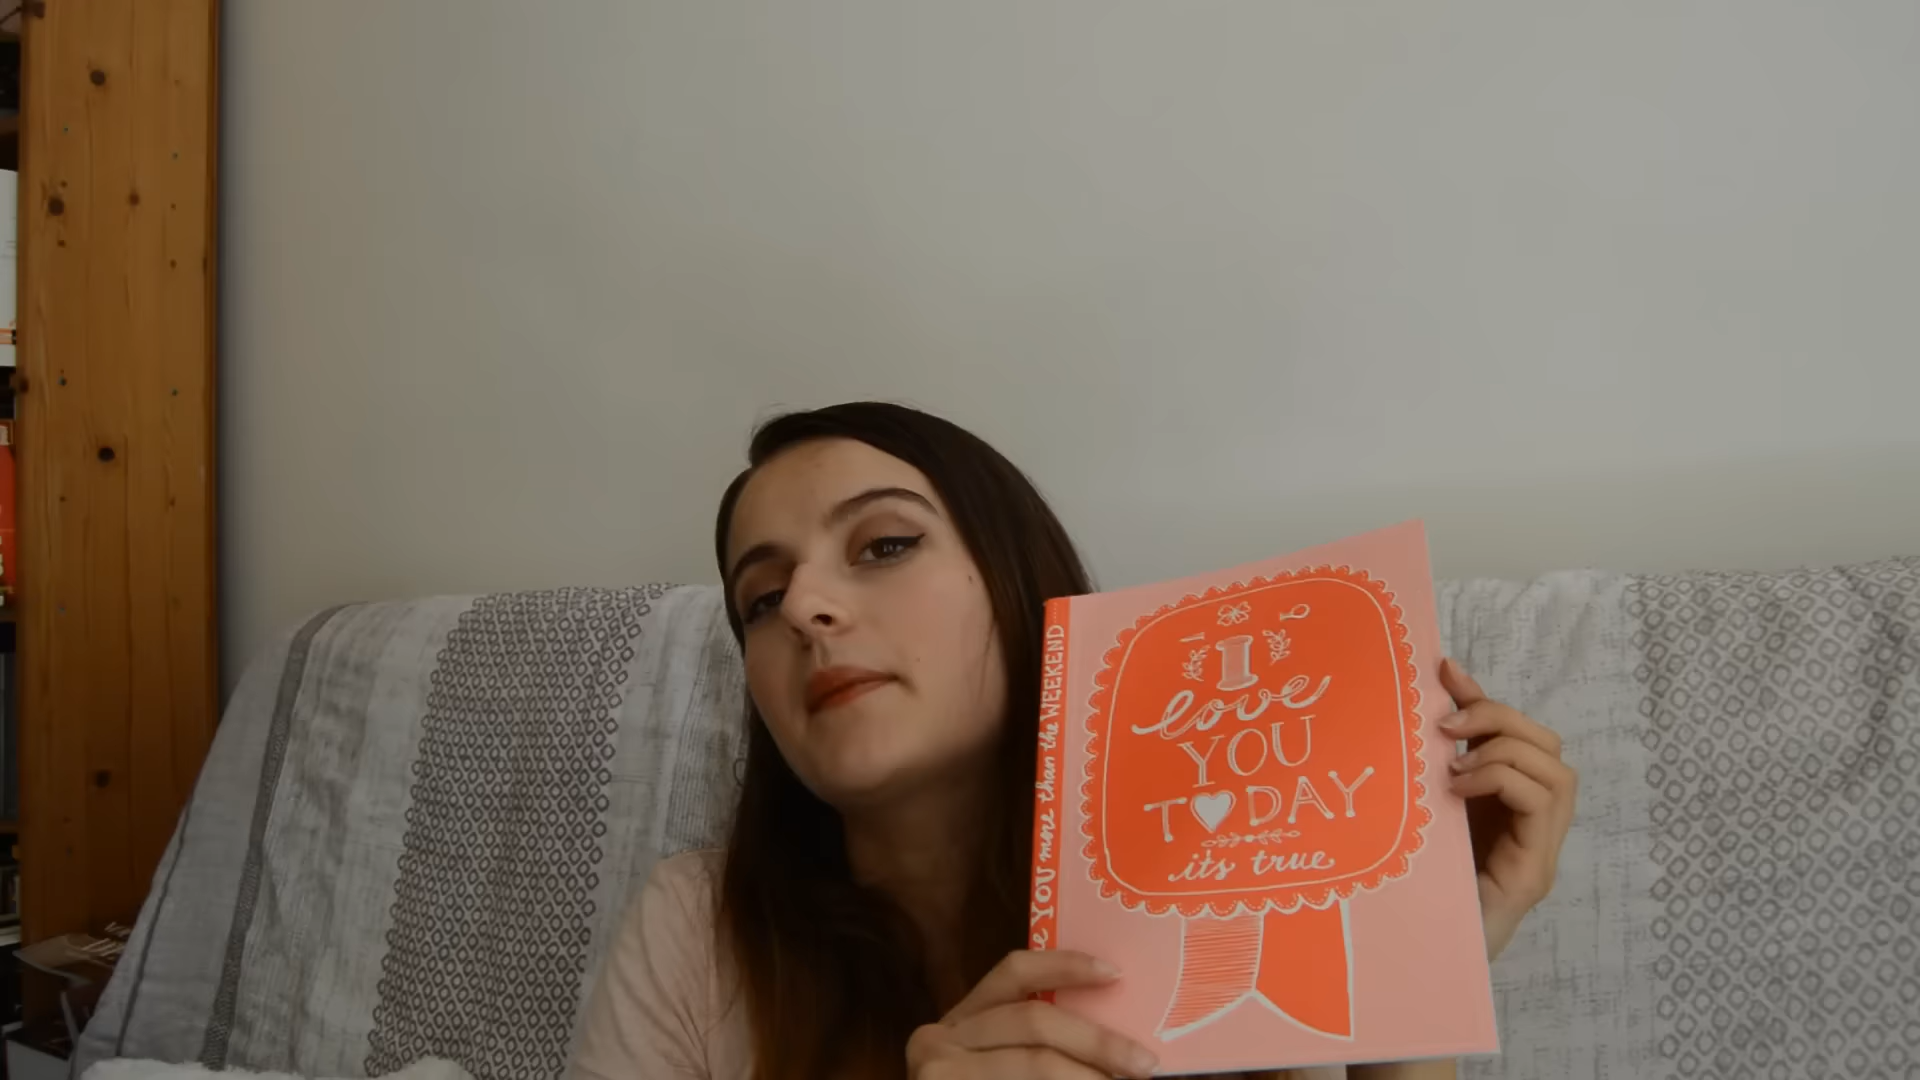 I
love
YOU
TODAY
its true
YOU more than the WEEKEND